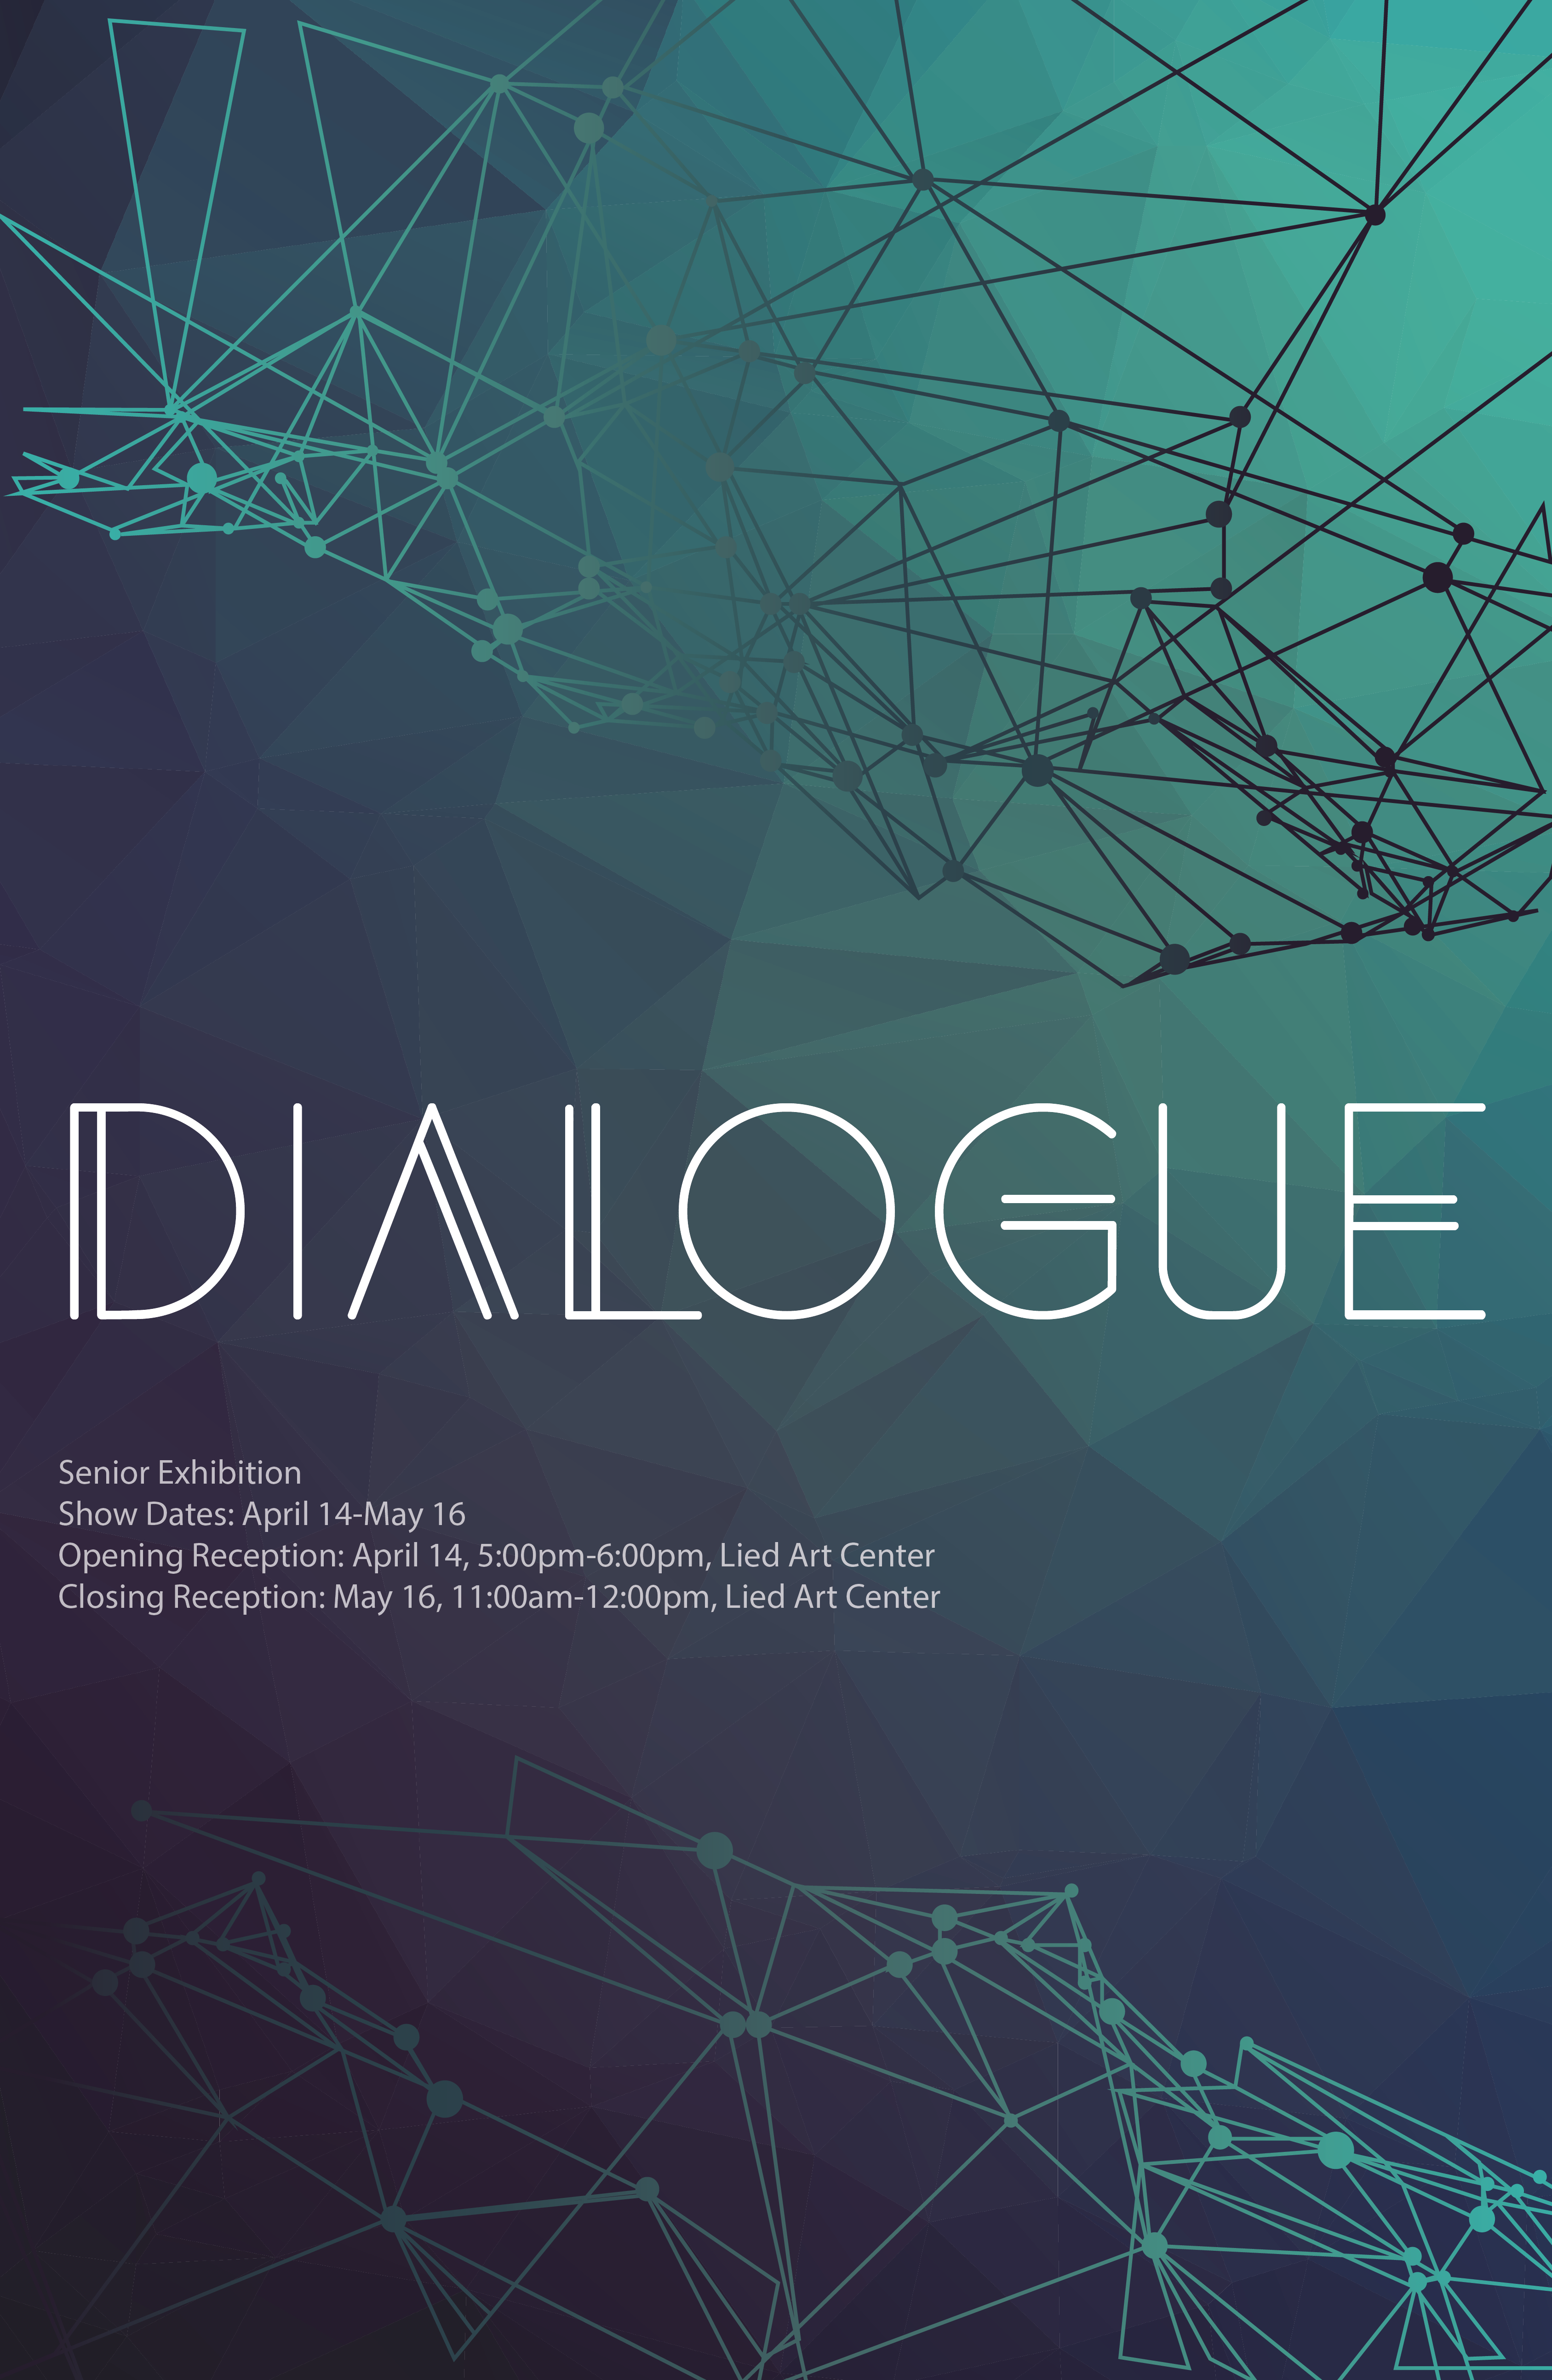 DIALOGUE
Senior Exhibition
Show Dates: April 14-May 16
Opening Reception: April 14, 5:00pm-6:00pm, Lied Art Center
Closing Reception: May 16, 11:00am-12:00pm, Lied Art Center